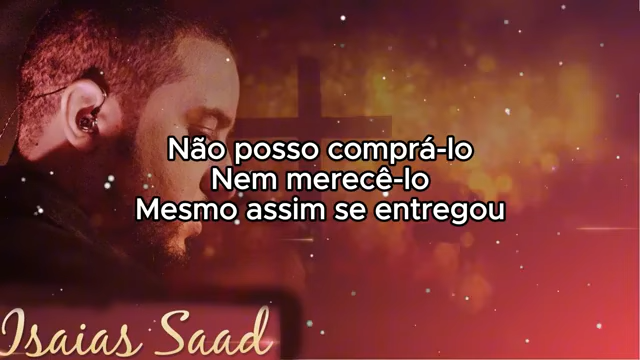 Não posso comprá-lo
Nem merecê-lo
Mesmo assim se entregou
Isaias Saad